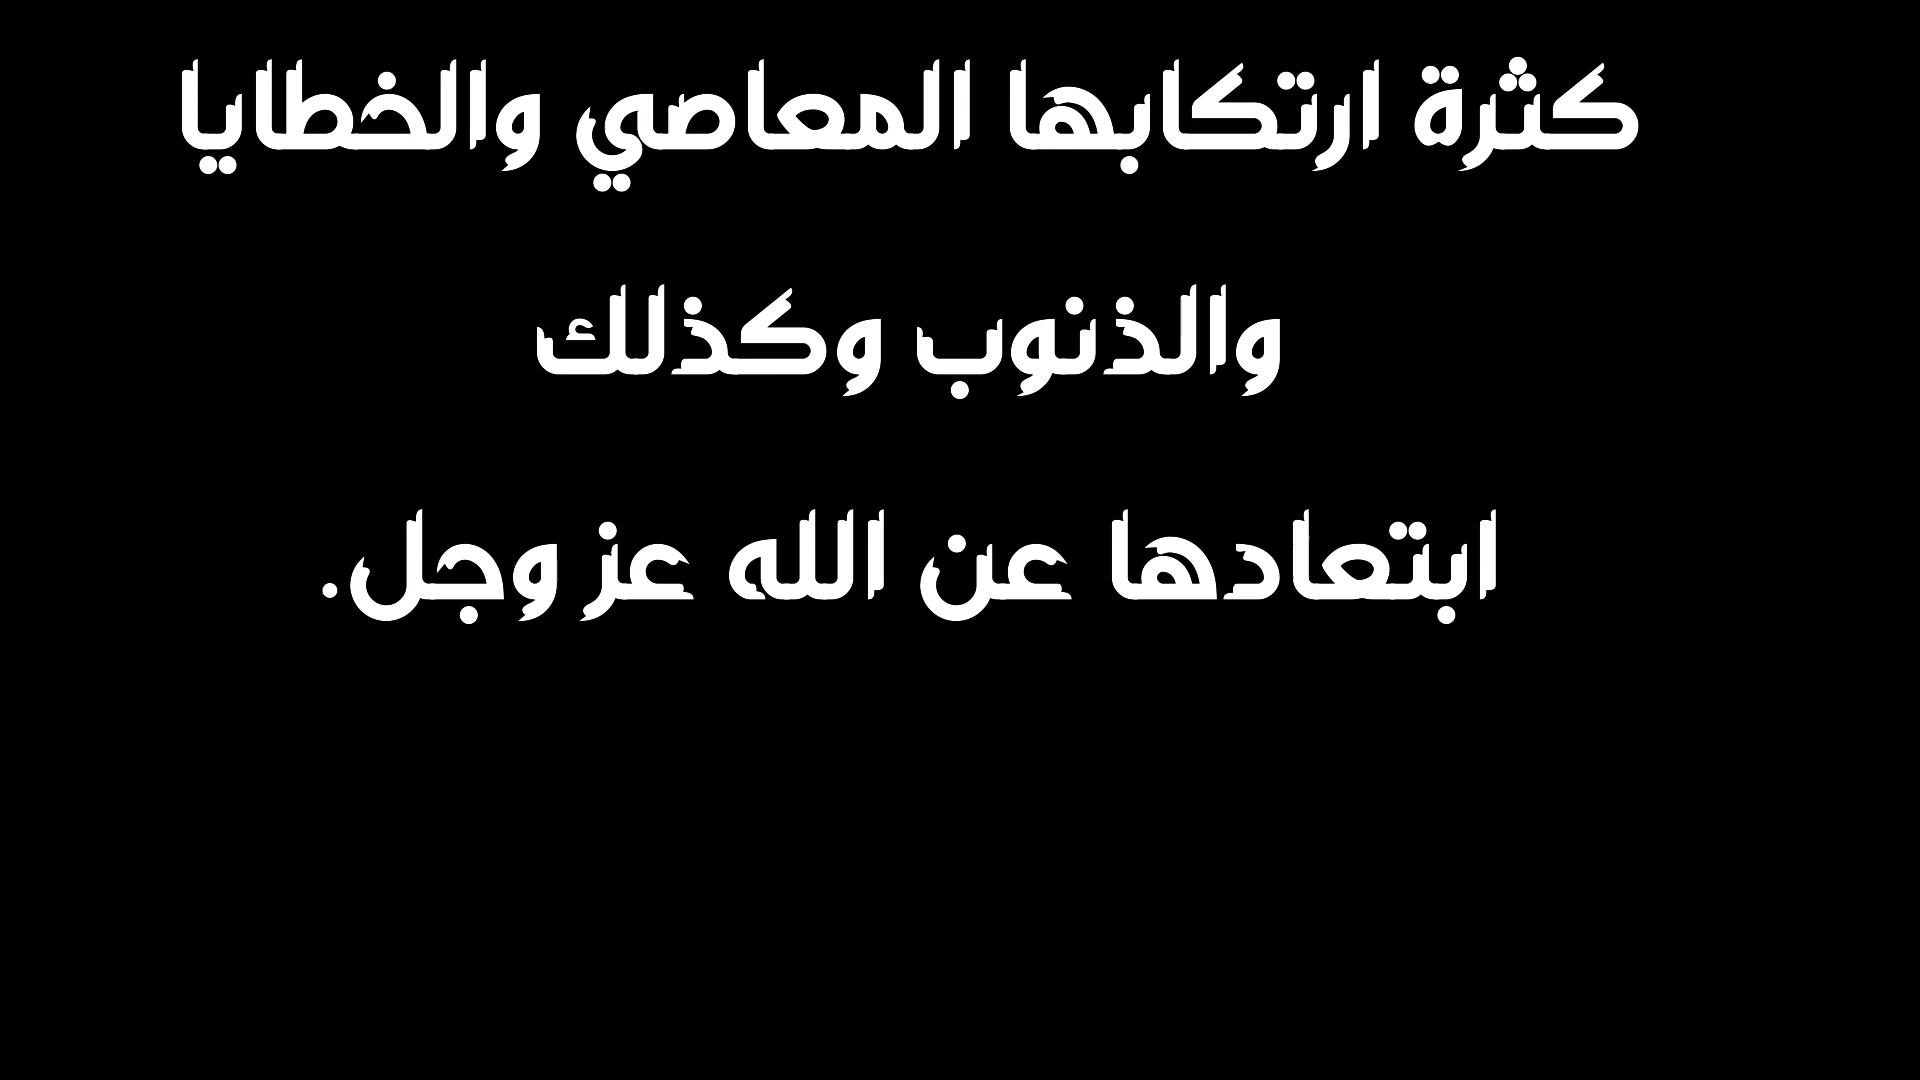 كثرة ارتكابها المعاصي والخطايا
والذنوب وكذلك
ابتعادها عن الله عز وجل.